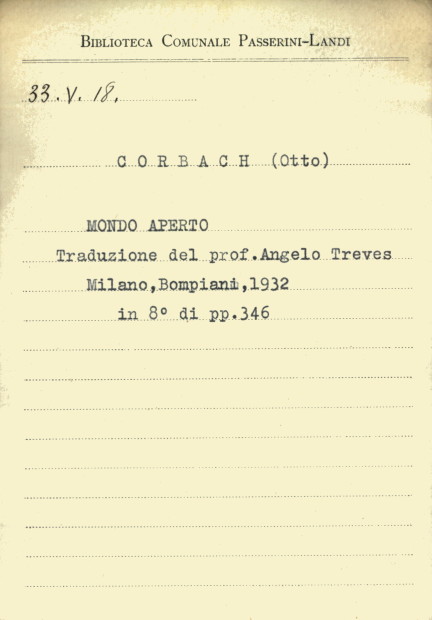 BIBLIOTECA COMUNALE PASSERINI-LANDI
33.V.18.
C O R B A C H (Otto)
MONDO APERTO
Traduzione del prof.Angelo Treves
Milano,Bompiani,1932
in 8° di pp.346